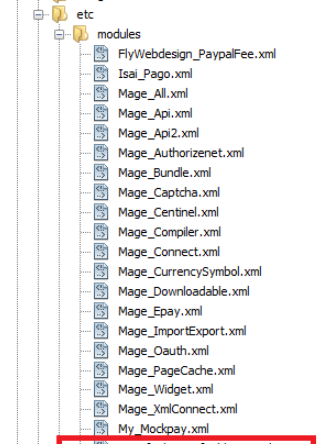 etc
modules
FlyWebdesign_PaypalFee.xml
Isai_Pago.xml
Mage_All.xml
Mage_Api.xml
Mage_Api2.xml
Mage_Authorizenet.xml
Mage_Bundle.xml
Mage_Captcha.xml
Mage_Centinel.xml
Mage_Compiler.xml
Mage_Connect.xml
Mage_CurrencySymbol.xml
Mage_Downloadable.xml
Mage_Epay.xml
Mage_ImportExport.xml
Mage_Oauth.xml
Mage_PageCache.xml
Mage_Widget.xml
Mage_XmlConnect.xml
My_Mockpay.xml